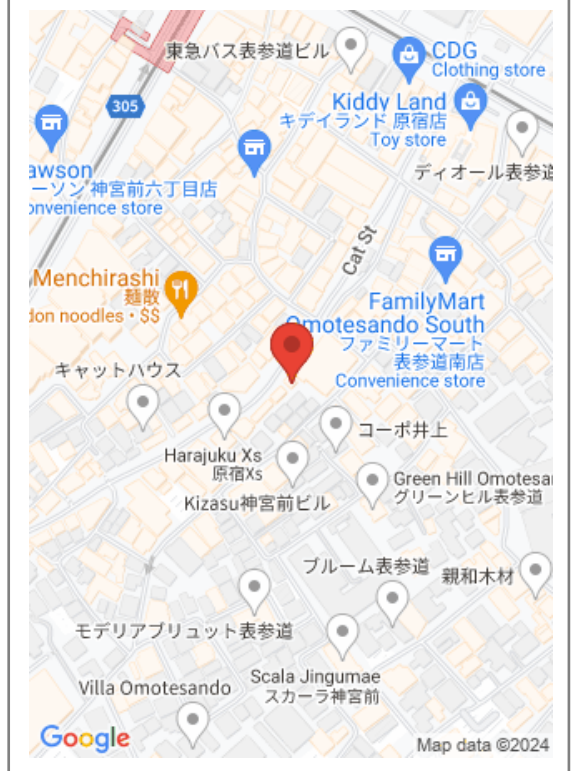 東急バス表参道ビル
CDG
Clothing store
305
Kiddy Land
キデイランド 原宿店
Toy store
ディオール表参道
awson
ーソン 神宮前六丁目店
onvenience store
Cat St
Menchirashi
麺散
don noodles・$$
FamilyMart
Omotesando South
ファミリーマート
表参道南店
Convenience store
キャットハウス
コーポ井上
Harajuku Xs
原宿Xs
Kizasu神宮前ビル
Green Hill Omotesan
グリーンヒル表参道
ブルーム表参道
親和木材
モデリアブリュット表参道
Scala Jingumae
スカーラ神宮前
Villa Omotesando
Google
Map data ©2024